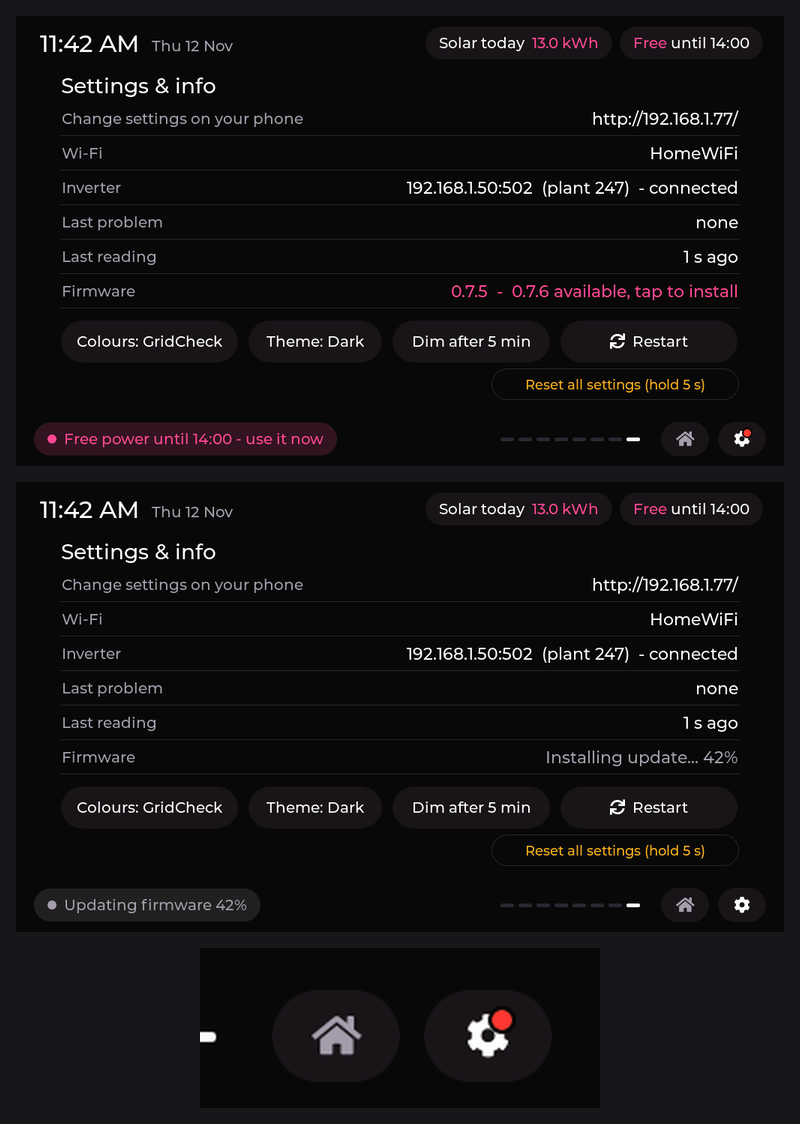 11:42 AM Thu 12 Nov Solar today 13.0 kWh Free until 14:00
Settings & info
Change settings on your phone http://192.168.1.77/
Wi-Fi HomeWiFi
Inverter 192.168.1.50:502 (plant 247) - connected
Last problem none
Last reading 1 s ago
Firmware 0.7.5 - 0.7.6 available, tap to install
Colours: GridCheck Theme: Dark Dim after 5 min Restart
Reset all settings (hold 5 s)
Free power until 14:00 - use it now
11:42 AM Thu 12 Nov Solar today 13.0 kWh Free until 14:00
Settings & info
Change settings on your phone http://192.168.1.77/
Wi-Fi HomeWiFi
Inverter 192.168.1.50:502 (plant 247) - connected
Last problem none
Last reading 1 s ago
Firmware Installing update... 42%
Colours: GridCheck Theme: Dark Dim after 5 min Restart
Reset all settings (hold 5 s)
Updating firmware 42%